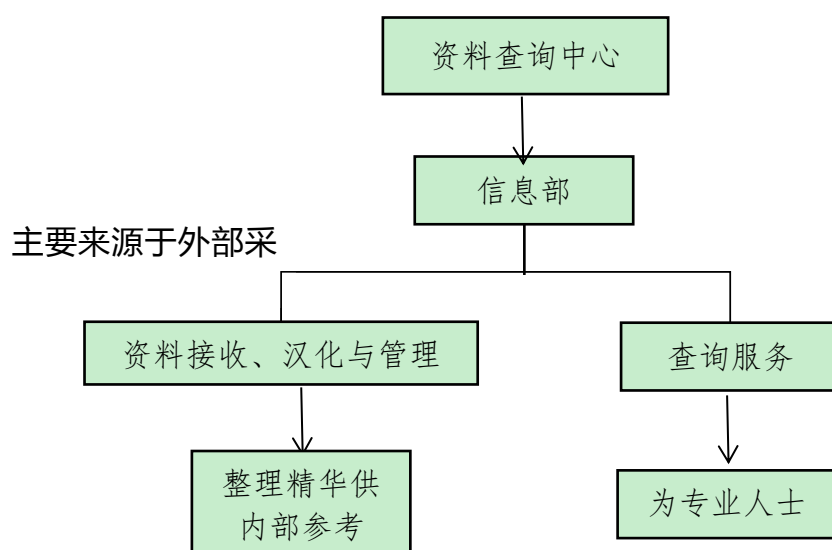 资料查询中心
信息部
主要来源于外部采
资料接收、汉化与管理
查询服务
整理精华供
内部参考
为专业人士